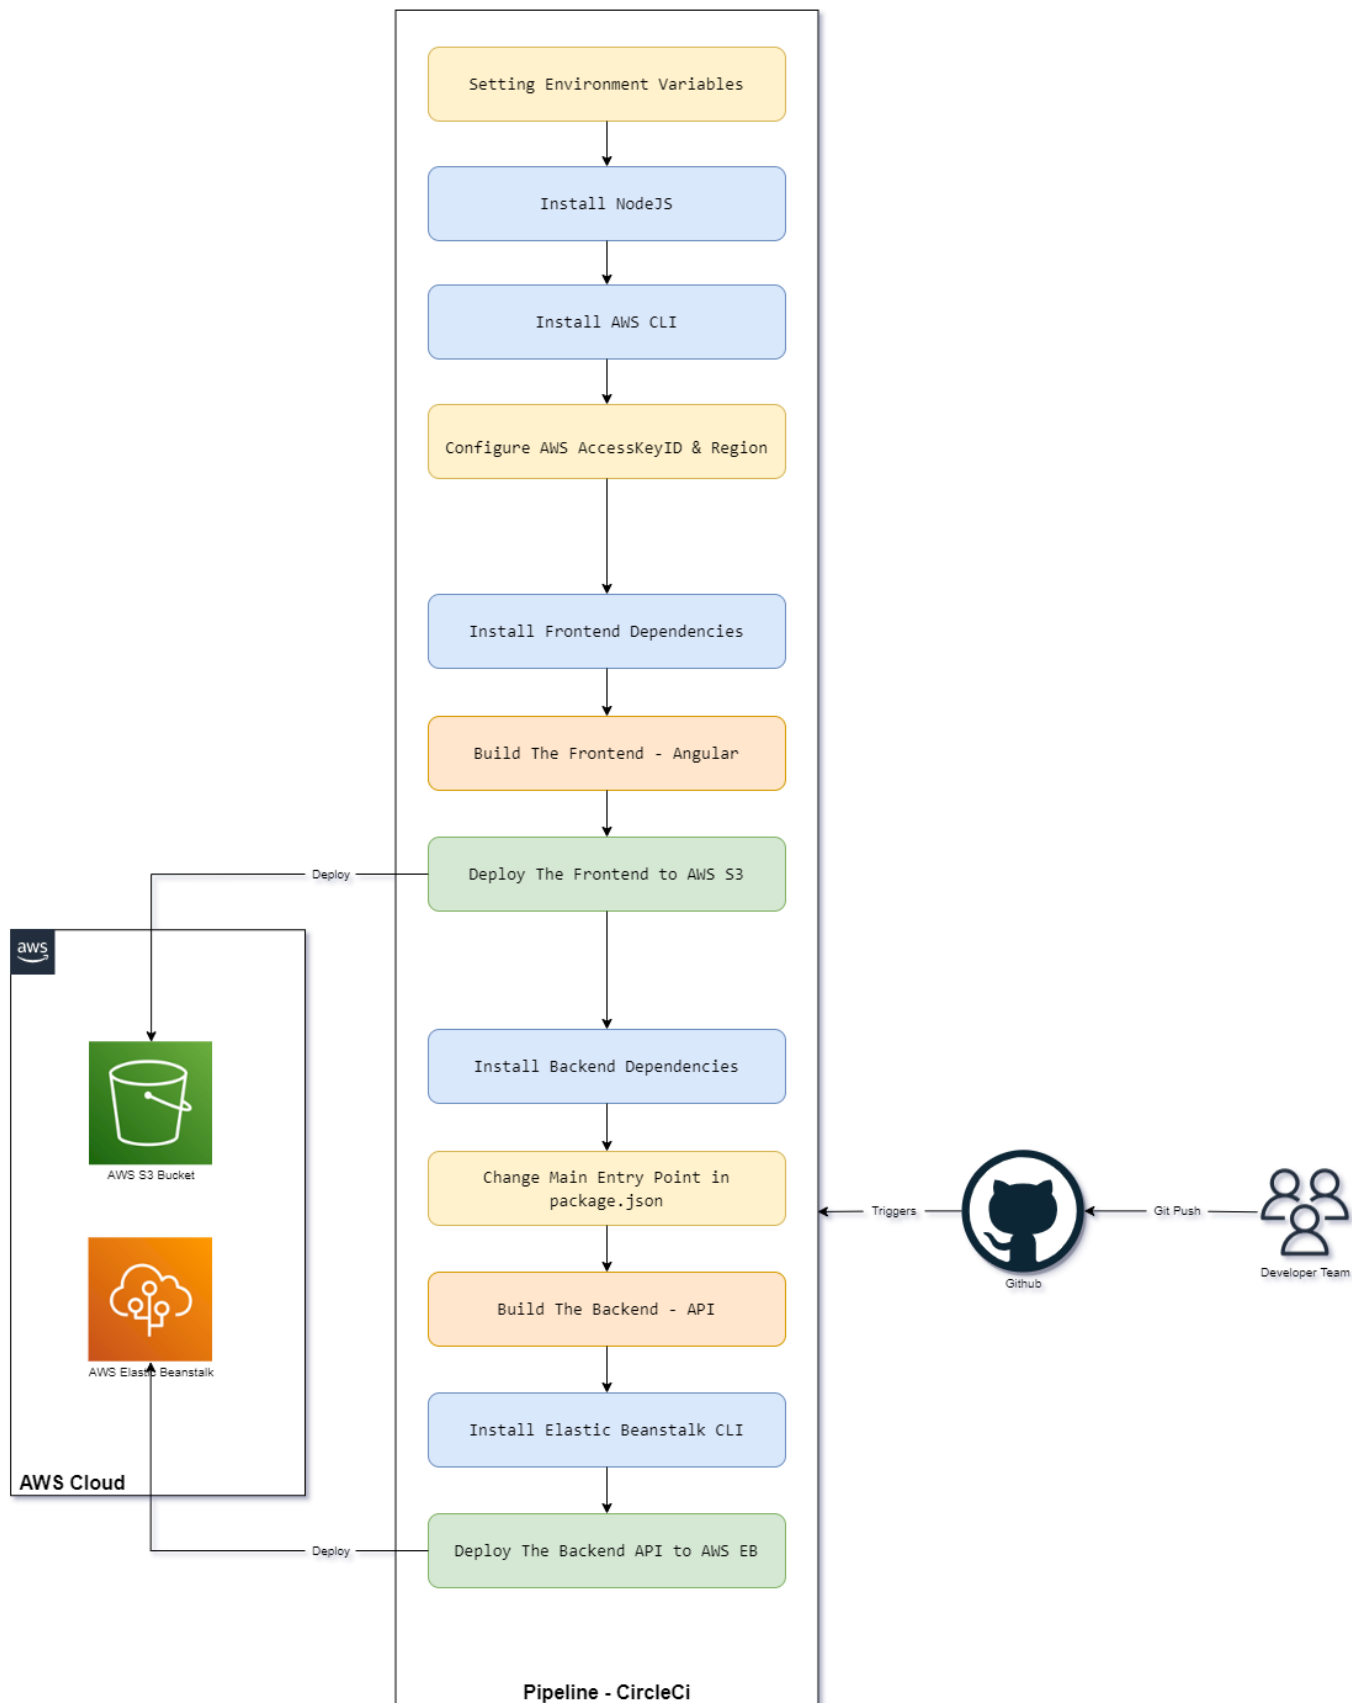 Setting Environment Variables
Install NodeJS
Install AWS CLI
Configure AWS AccessKeyID & Region
Install Frontend Dependencies
Build The Frontend - Angular
Deploy The Frontend to AWS S3
Deploy
aws
AWS S3 Bucket
AWS Elastic Beanstalk
AWS Cloud
Install Backend Dependencies
Change Main Entry Point in
package.json
Build The Backend - API
Install Elastic Beanstalk CLI
Deploy The Backend API to AWS EB
Deploy
Pipeline - CircleCi
Triggers
Github
Git Push
Developer Team